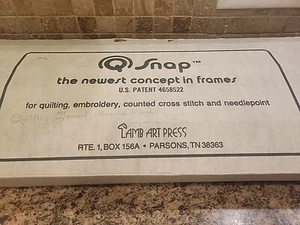 Q Snap™
the newest concept in frames
U.S. PATENT 4658522
for quilting, embroidery, counted cross stitch and needlepoint
Quilting
LAMB ART PRESS
RTE. 1, BOX 156A • PARSONS, TN 38363